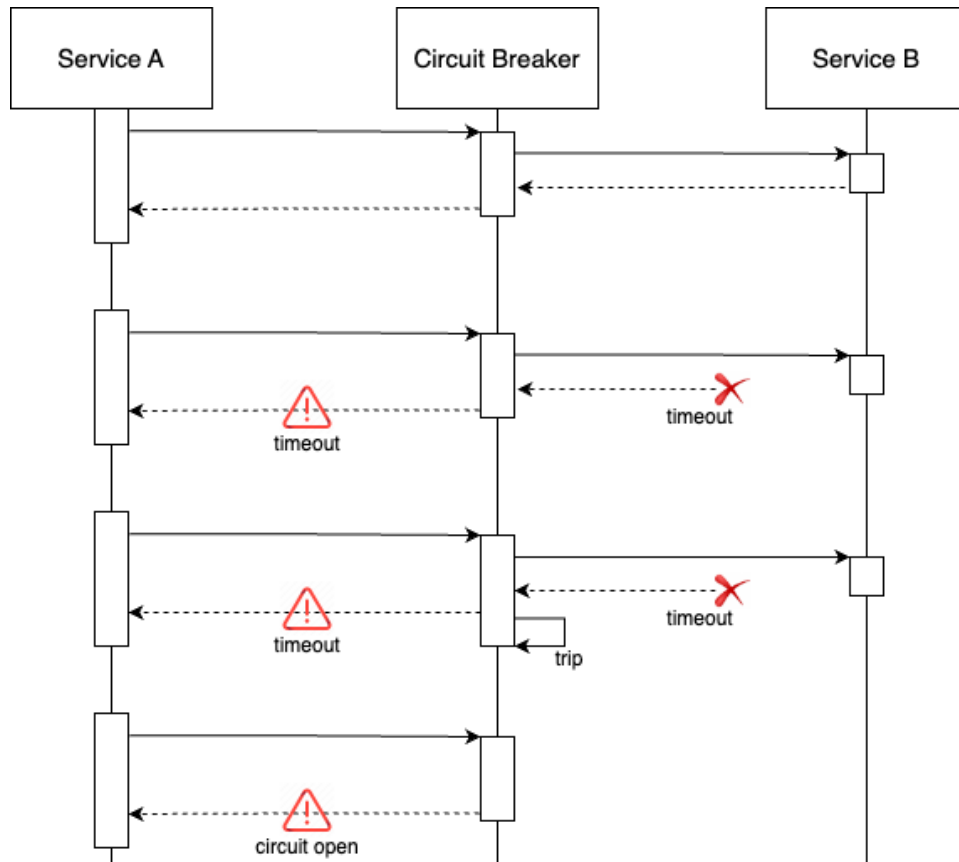 Service A
Circuit Breaker
Service B
timeout
timeout
timeout
timeout
trip
circuit open